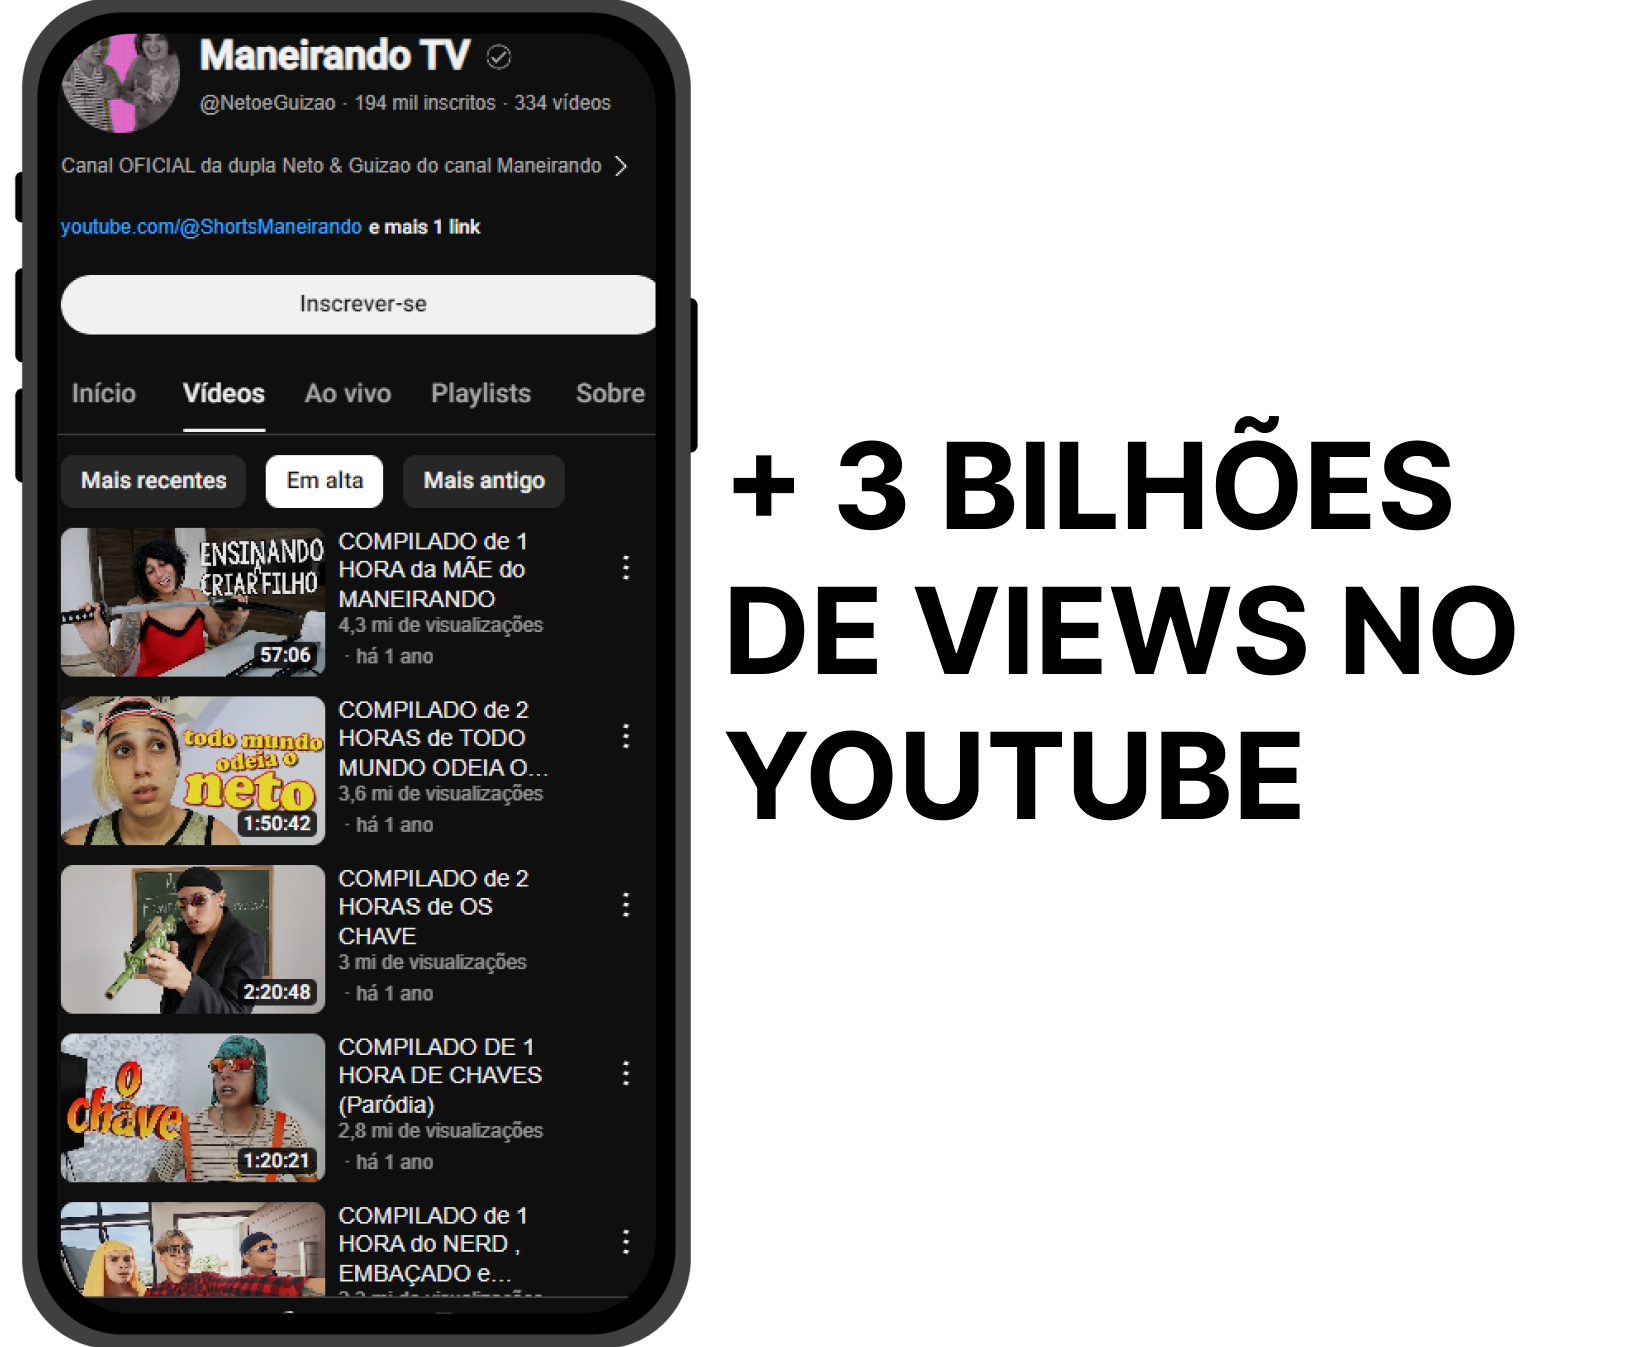 Maneirando TV
@NetoeGuizao · 194 mil inscritos · 334 vídeos
Canal OFICIAL da dupla Neto & Guizao do canal Maneirando
youtube.com/@ShortsManeirando e mais 1 link
Inscrever-se
Início Vídeos Ao vivo Playlists Sobre
Mais recentes Em alta Mais antigo
ENSINANDO
A
CRIAR FILHO
57:06
COMPILADO de 1
HORA da MÃE do
MANEIRANDO
4,3 mi de visualizações
· há 1 ano
todo mundo
odeia o
neto
1:50:42
COMPILADO de 2
HORAS de TODO
MUNDO ODEIA O...
3,6 mi de visualizações
· há 1 ano
2:20:48
COMPILADO de 2
HORAS de OS
CHAVE
3 mi de visualizações
· há 1 ano
o
chave
1:20:21
COMPILADO DE 1
HORA DE CHAVES
(Paródia)
2,8 mi de visualizações
· há 1 ano
COMPILADO de 1
HORA do NERD ,
EMBAÇADO e...
+ 3 BILHÕES
DE VIEWS NO
YOUTUBE